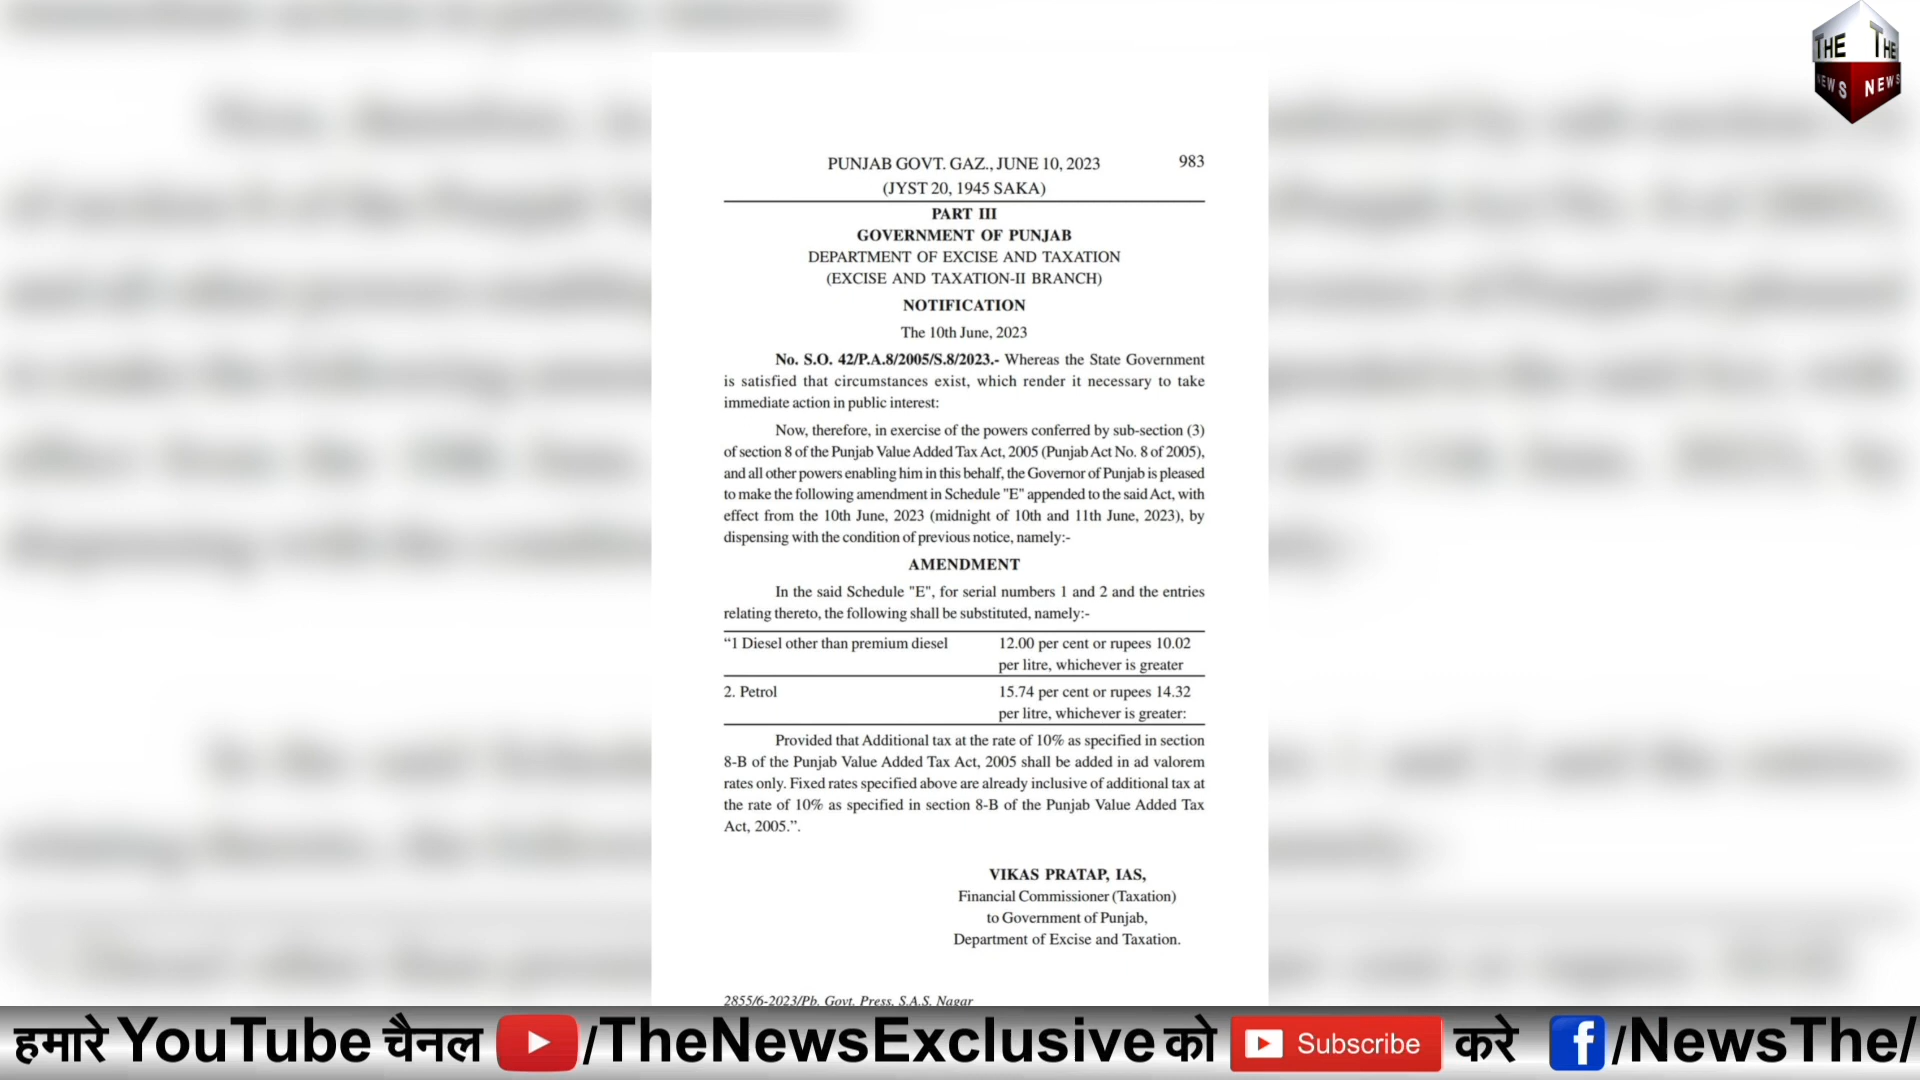 THE THE
NEWS NEWS
PUNJAB GOVT. GAZ., JUNE 10, 2023 983
(JYST 20, 1945 SAKA)
PART III
GOVERNMENT OF PUNJAB
DEPARTMENT OF EXCISE AND TAXATION
(EXCISE AND TAXATION-II BRANCH)
NOTIFICATION
The 10th June, 2023
No. S.O. 42/P.A.8/2005/S.8/2023.- Whereas the State Government
is satisfied that circumstances exist, which render it necessary to take
immediate action in public interest:
Now, therefore, in exercise of the powers conferred by sub-section (3)
of section 8 of the Punjab Value Added Tax Act, 2005 (Punjab Act No. 8 of 2005),
and all other powers enabling him in this behalf, the Governor of Punjab is pleased
to make the following amendment in Schedule "E" appended to the said Act, with
effect from the 10th June, 2023 (midnight of 10th and 11th June, 2023), by
dispensing with the condition of previous notice, namely:-
AMENDMENT
In the said Schedule "E", for serial numbers 1 and 2 and the entries
relating thereto, the following shall be substituted, namely:-
“1 Diesel other than premium diesel 12.00 per cent or rupees 10.02
per litre, whichever is greater
2. Petrol 15.74 per cent or rupees 14.32
per litre, whichever is greater:
Provided that Additional tax at the rate of 10% as specified in section
8-B of the Punjab Value Added Tax Act, 2005 shall be added in ad valorem
rates only. Fixed rates specified above are already inclusive of additional tax at
the rate of 10% as specified in section 8-B of the Punjab Value Added Tax
Act, 2005.”.
VIKAS PRATAP, IAS,
Financial Commissioner (Taxation)
to Government of Punjab,
Department of Excise and Taxation.
2855/6-2023/Pb. Govt. Press, S.A.S. Nagar
हमारे YouTube चैनल /TheNewsExclusive को Subscribe करे f /NewsThe/